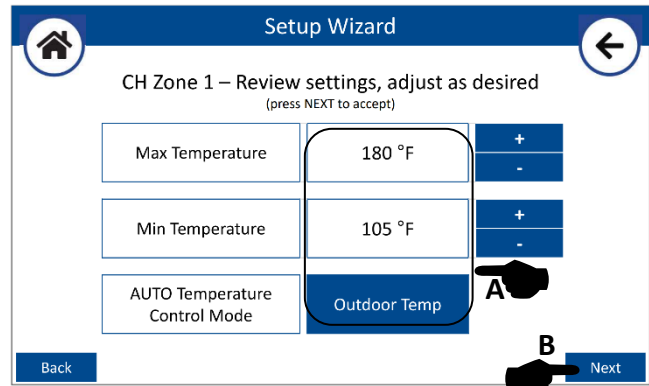 Setup Wizard
CH Zone 1 – Review settings, adjust as desired
(press NEXT to accept)
Max Temperature
180 °F
+
-
Min Temperature
105 °F
+
-
AUTO Temperature
Control Mode
Outdoor Temp
A
B
Back
Next